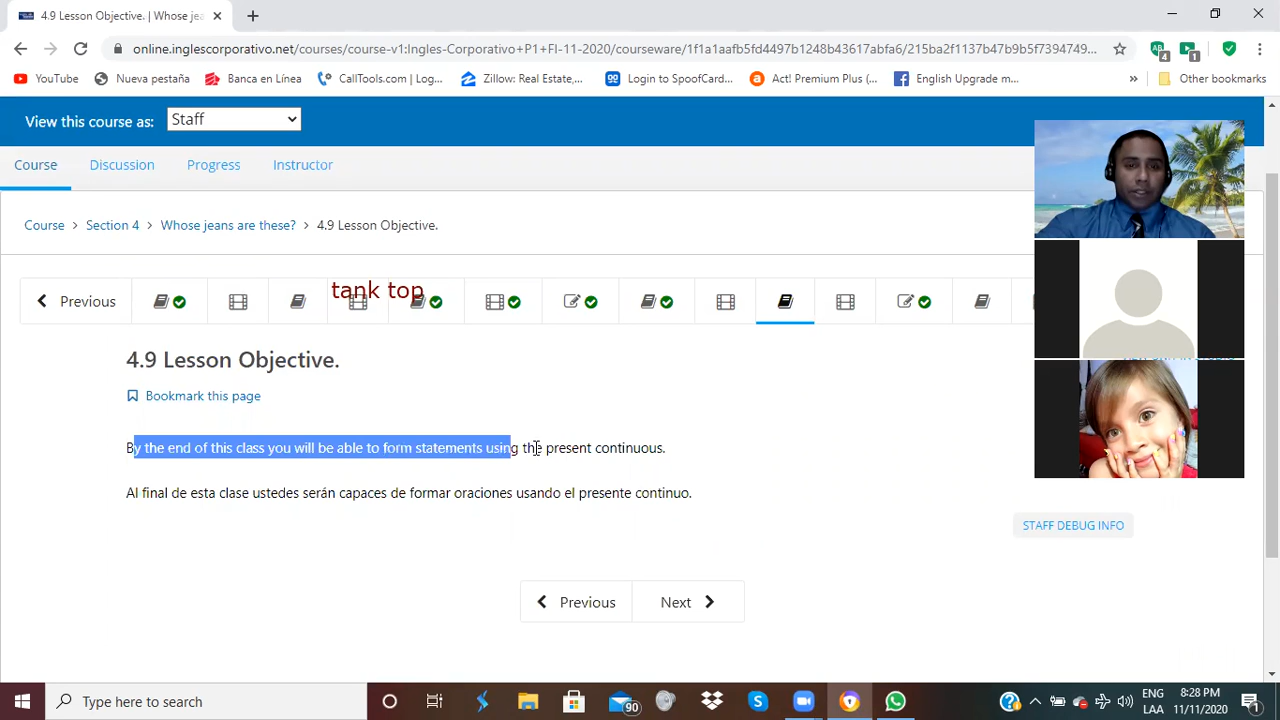 4.9 Lesson Objective. | Whose jea
online.inglescorporativo.net/courses/course-v1:Ingles-Corporativo+P1+FI-11-2020/courseware/1f1a1aafb5fd4497b1248b43617abfa6/215ba2f1137b47b9b5f7394749...
4
1
YouTube
Nueva pestaña
Banca en Línea
CallTools.com | Log...
Zillow: Real Estate,...
Login to SpoofCard...
Act! Premium Plus (...
English Upgrade m...
»
Other bookmarks
View this course as:
Staff
Course
Discussion
Progress
Instructor
Course > Section 4 > Whose jeans are these? > 4.9 Lesson Objective.
Previous
tank top
4.9 Lesson Objective.
Bookmark this page
By the end of this class you will be able to form statements using the present continuous.
Al final de esta clase ustedes serán capaces de formar oraciones usando el presente continuo.
STAFF DEBUG INFO
Previous
Next
Type here to search
90
ENG
LAA
8:28 PM
11/11/2020